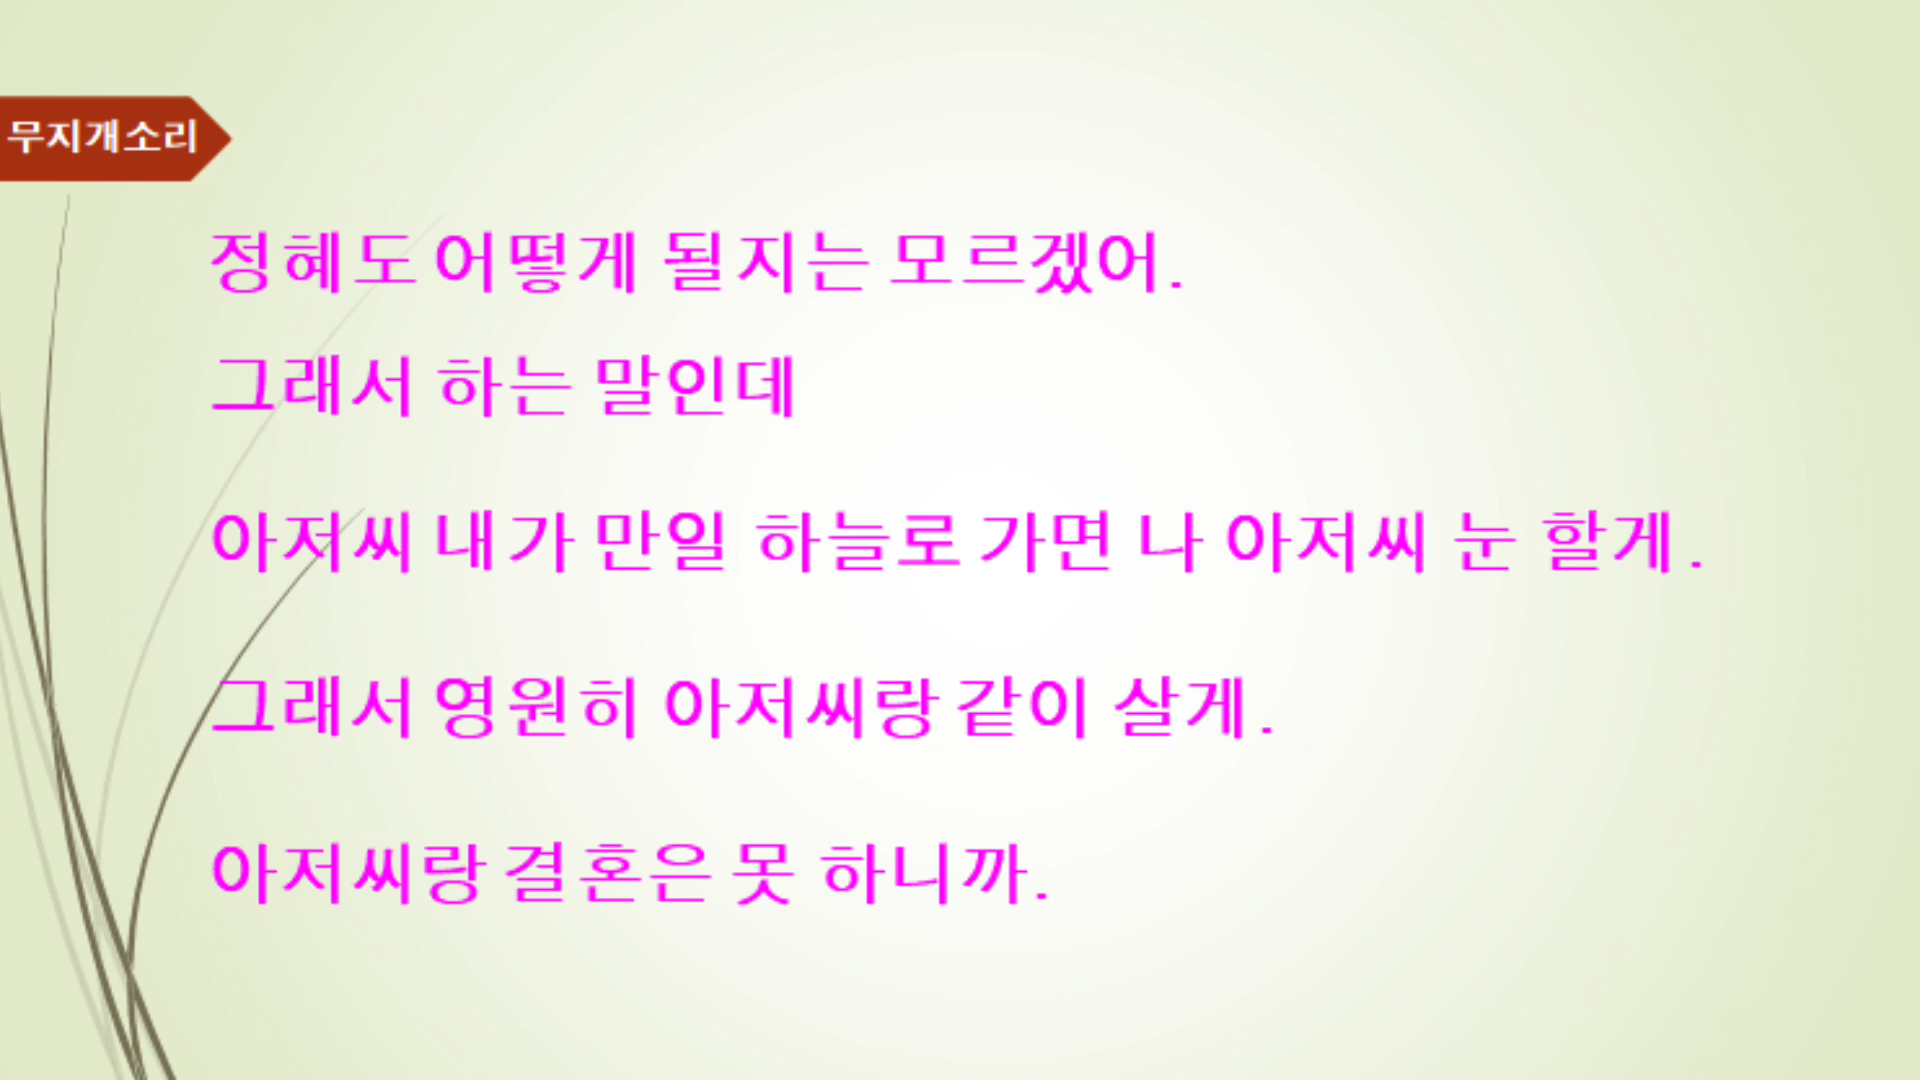 무지개소리
정혜도 어떻게 될지는 모르겠어.
그래서 하는 말인데
아저씨 내가 만일 하늘로 가면 나 아저씨 눈 할게.
그래서 영원히 아저씨랑 같이 살게.
아저씨랑 결혼은 못 하니까.